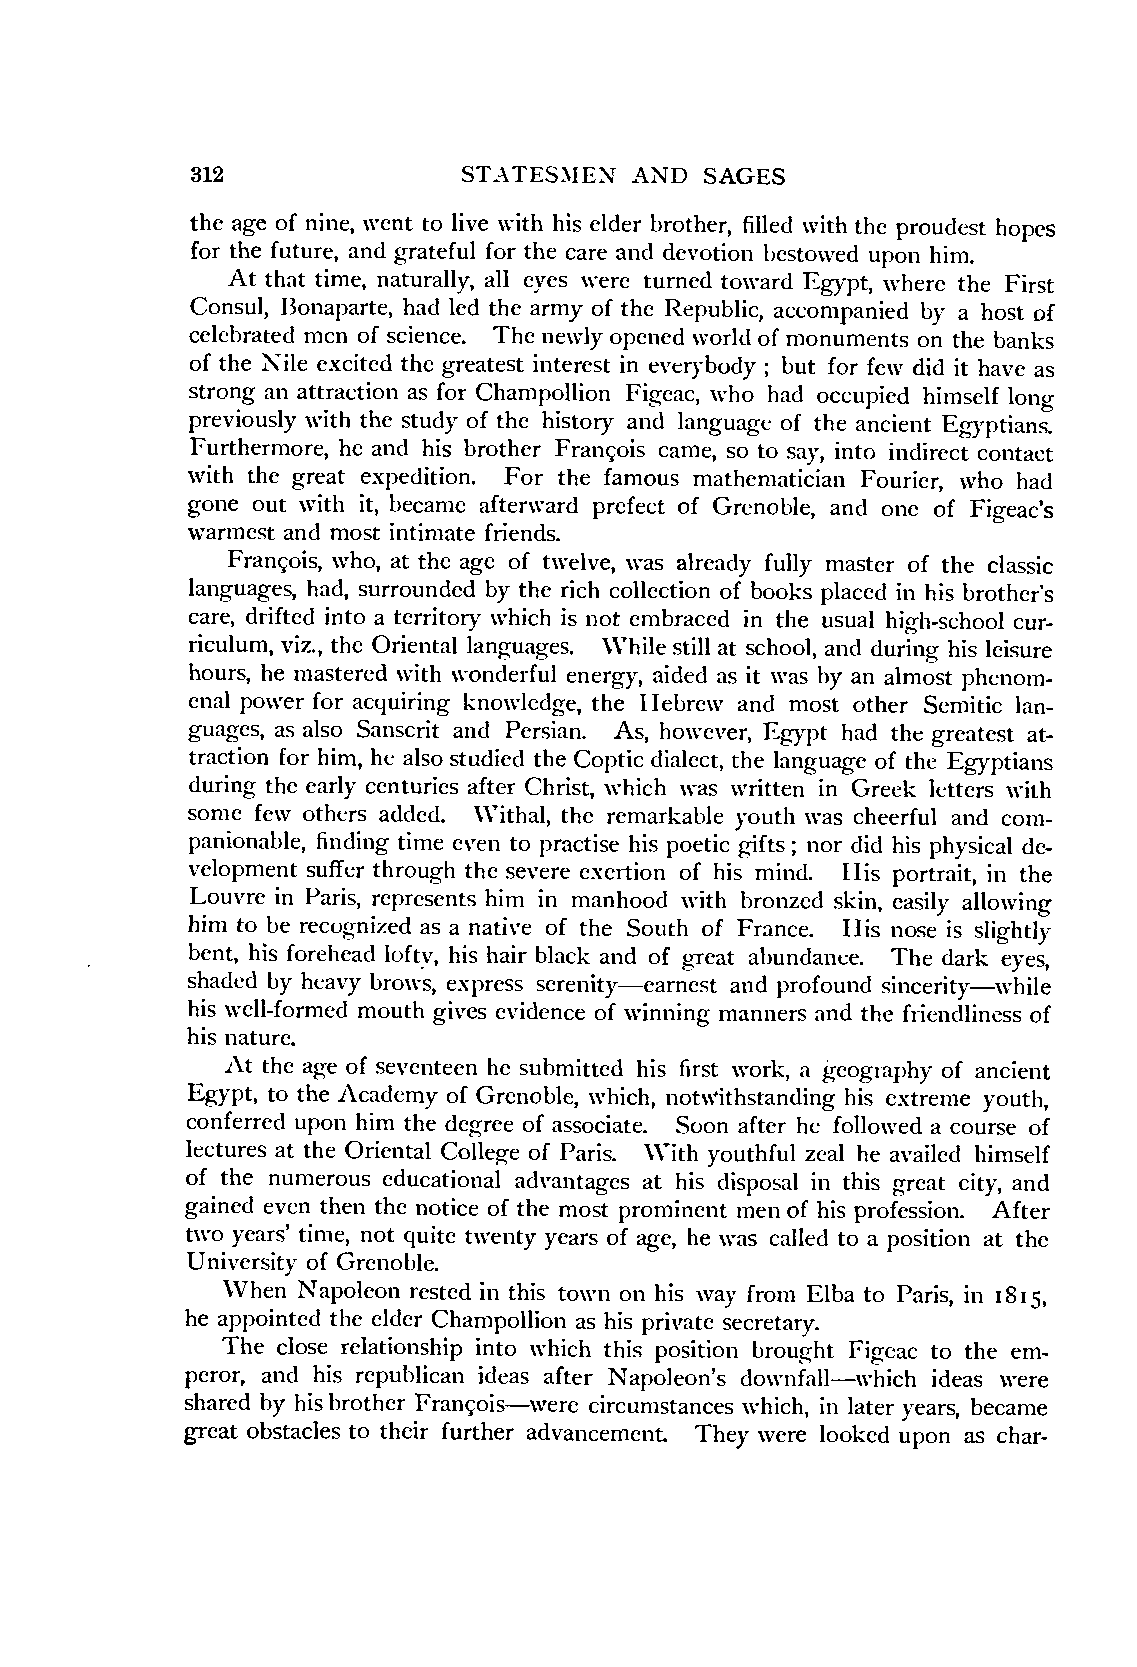 312 STATESMEN AND SAGES
the age of nine, went to live with his elder brother, filled with the proudest hopes
for the future, and grateful for the care and devotion bestowed upon him.
At that time, naturally, all eyes were turned toward Egypt, where the First
Consul, Bonaparte, had led the army of the Republic, accompanied by a host of
celebrated men of science. The newly opened world of monuments on the banks
of the Nile excited the greatest interest in everybody ; but for few did it have as
strong an attraction as for Champollion Figeac, who had occupied himself long
previously with the study of the history and language of the ancient Egyptians.
Furthermore, he and his brother François came, so to say, into indirect contact
with the great expedition. For the famous mathematician Fourier, who had
gone out with it, became afterward prefect of Grenoble, and one of Figeac's
warmest and most intimate friends.
François, who, at the age of twelve, was already fully master of the classic
languages, had, surrounded by the rich collection of books placed in his brother's
care, drifted into a territory which is not embraced in the usual high-school cur-
riculum, viz., the Oriental languages. While still at school, and during his leisure
hours, he mastered with wonderful energy, aided as it was by an almost phenom-
enal power for acquiring knowledge, the Hebrew and most other Semitic lan-
guages, as also Sanscrit and Persian. As, however, Egypt had the greatest at-
traction for him, he also studied the Coptic dialect, the language of the Egyptians
during the early centuries after Christ, which was written in Greek letters with
some few others added. Withal, the remarkable youth was cheerful and com-
panionable, finding time even to practise his poetic gifts ; nor did his physical de-
velopment suffer through the severe exertion of his mind. His portrait, in the
Louvre in Paris, represents him in manhood with bronzed skin, easily allowing
him to be recognized as a native of the South of France. His nose is slightly
bent, his forehead lofty, his hair black and of great abundance. The dark eyes,
shaded by heavy brows, express serenity—earnest and profound sincerity—while
his well-formed mouth gives evidence of winning manners and the friendliness of
his nature.
At the age of seventeen he submitted his first work, a geography of ancient
Egypt, to the Academy of Grenoble, which, notwithstanding his extreme youth,
conferred upon him the degree of associate. Soon after he followed a course of
lectures at the Oriental College of Paris. With youthful zeal he availed himself
of the numerous educational advantages at his disposal in this great city, and
gained even then the notice of the most prominent men of his profession. After
two years' time, not quite twenty years of age, he was called to a position at the
University of Grenoble.
When Napoleon rested in this town on his way from Elba to Paris, in 1815,
he appointed the elder Champollion as his private secretary.
The close relationship into which this position brought Figeac to the em-
peror, and his republican ideas after Napoleon's downfall—which ideas were
shared by his brother François—were circumstances which, in later years, became
great obstacles to their further advancement. They were looked upon as char-